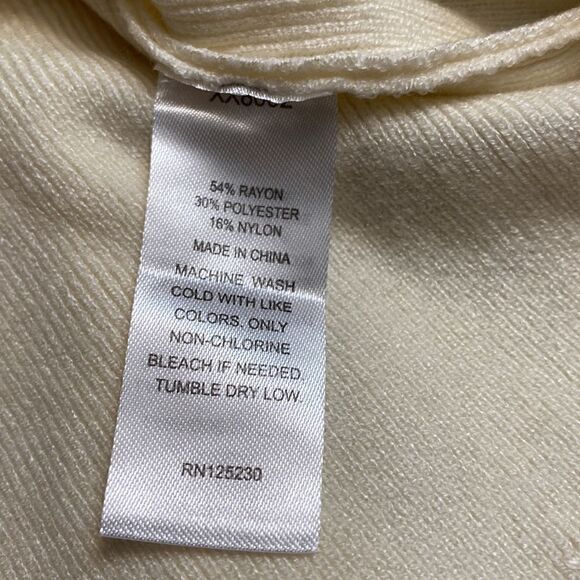 54% RAYON
30% POLYESTER
16% NYLON
MADE IN CHINA
MACHINE WASH
COLD WITH LIKE
COLORS. ONLY
NON-CHLORINE
BLEACH IF NEEDED.
TUMBLE DRY LOW.
RN125230